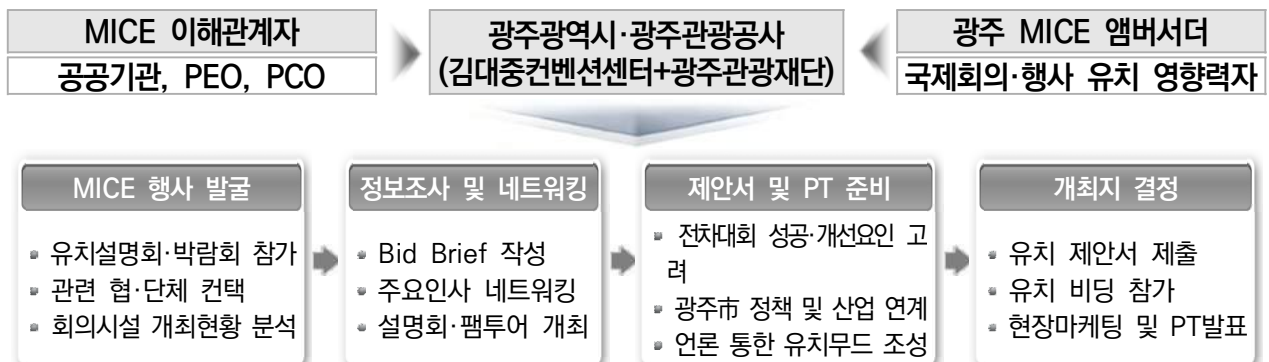 MICE 이해관계자
공공기관, PEO, PCO
광주광역시·광주관광공사
(김대중컨벤션센터+광주관광재단)
광주 MICE 앰버서더
국제회의·행사 유치 영향력자
MICE 행사 발굴
유치설명회·박람회 참가
관련 협·단체 컨택
회의시설 개최현황 분석
정보조사 및 네트워킹
Bid Brief 작성
주요인사 네트워킹
설명회·팸투어 개최
제안서 및 PT 준비
전차대회 성공·개선요인 고
려
광주市 정책 및 산업 연계
언론 통한 유치무드 조성
개최지 결정
유치 제안서 제출
유치 비딩 참가
현장마케팅 및 PT발표